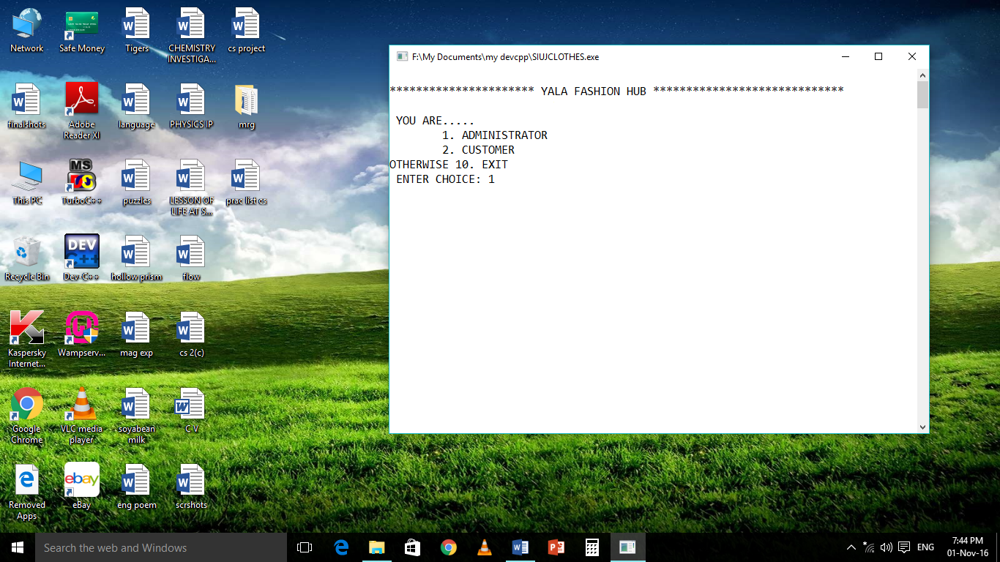 Network
Safe Money
Tigers
CHEMISTRY
INVESTIGA...
cs project
finalshots
Adobe
Reader XI
language
PHYSICS IP
mrg
This PC
MS
TurboC++
puzzles
LESSON OF
LIFE AT S...
prac list cs
Recycle Bin
DEV
C++
Dev-C++
hollow prism
flow
Kaspersky
Internet...
Wampserv...
mag exp
cs 2(c)
Google
Chrome
VLC media
player
soyabean
milk
C V
Removed
Apps
ebay
eBay
eng poem
scrshots
F:\My Documents\my devcpp\SIUJCLOTHES.exe
********************** YALA FASHION HUB *****************************
YOU ARE.....
1. ADMINISTRATOR
2. CUSTOMER
OTHERWISE 10. EXIT
ENTER CHOICE: 1
Search the web and Windows
ENG
7:44 PM
01-Nov-16